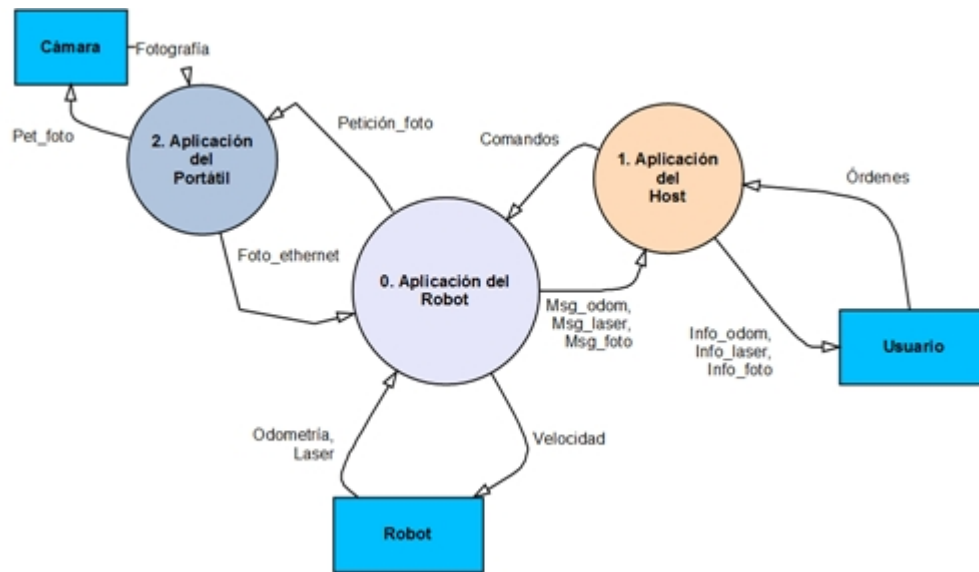 Cámara
Fotografía
Pet_foto
2. Aplicación
del
Portátil
Petición_foto
Comandos
1. Aplicación
del
Host
Órdenes
Foto_ethernet
0. Aplicación del
Robot
Msg_odom,
Msg_laser,
Msg_foto
Info_odom,
Info_laser,
Info_foto
Usuario
Odometría,
Laser
Velocidad
Robot